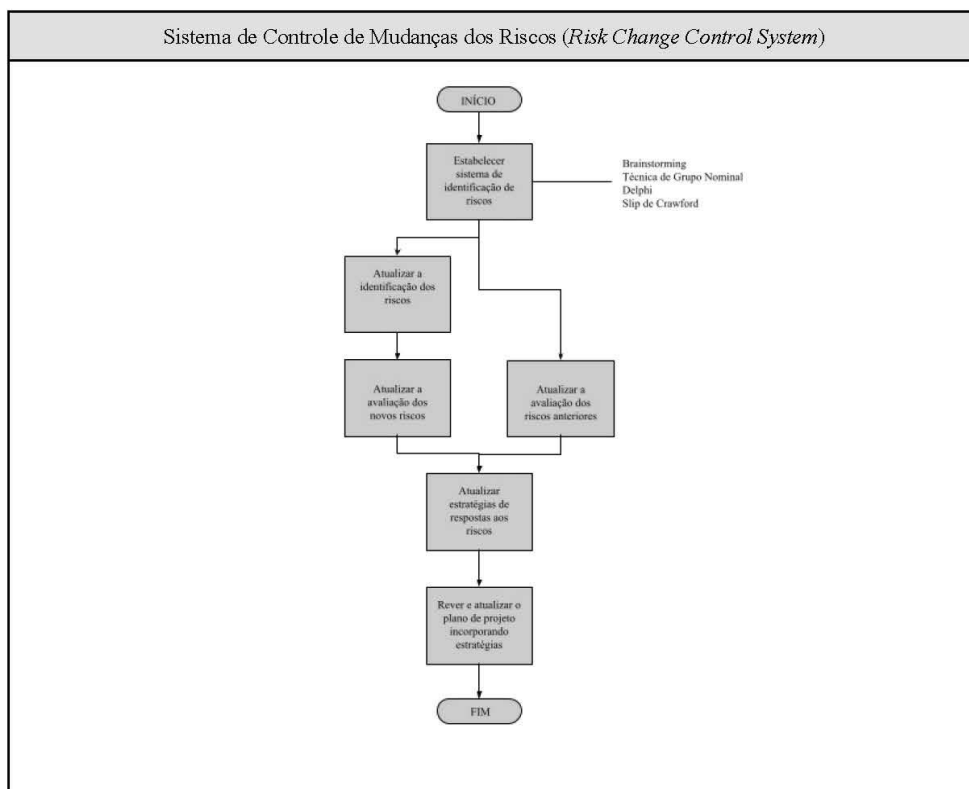 Sistema de Controle de Mudanças dos Riscos (Risk Change Control System)
INÍCIO
Estabelecer
sistema de
identificação de
riscos
Brainstorming
Técnica de Grupo Nominal
Delphi
Slip de Crawford
Atualizar a
identificação dos
riscos
Atualizar a
avaliação dos
novos riscos
Atualizar a
avaliação dos
riscos anteriores
Atualizar
estratégias de
respostas aos
riscos
Rever e atualizar o
plano de projeto
incorporando
estratégias
FIM